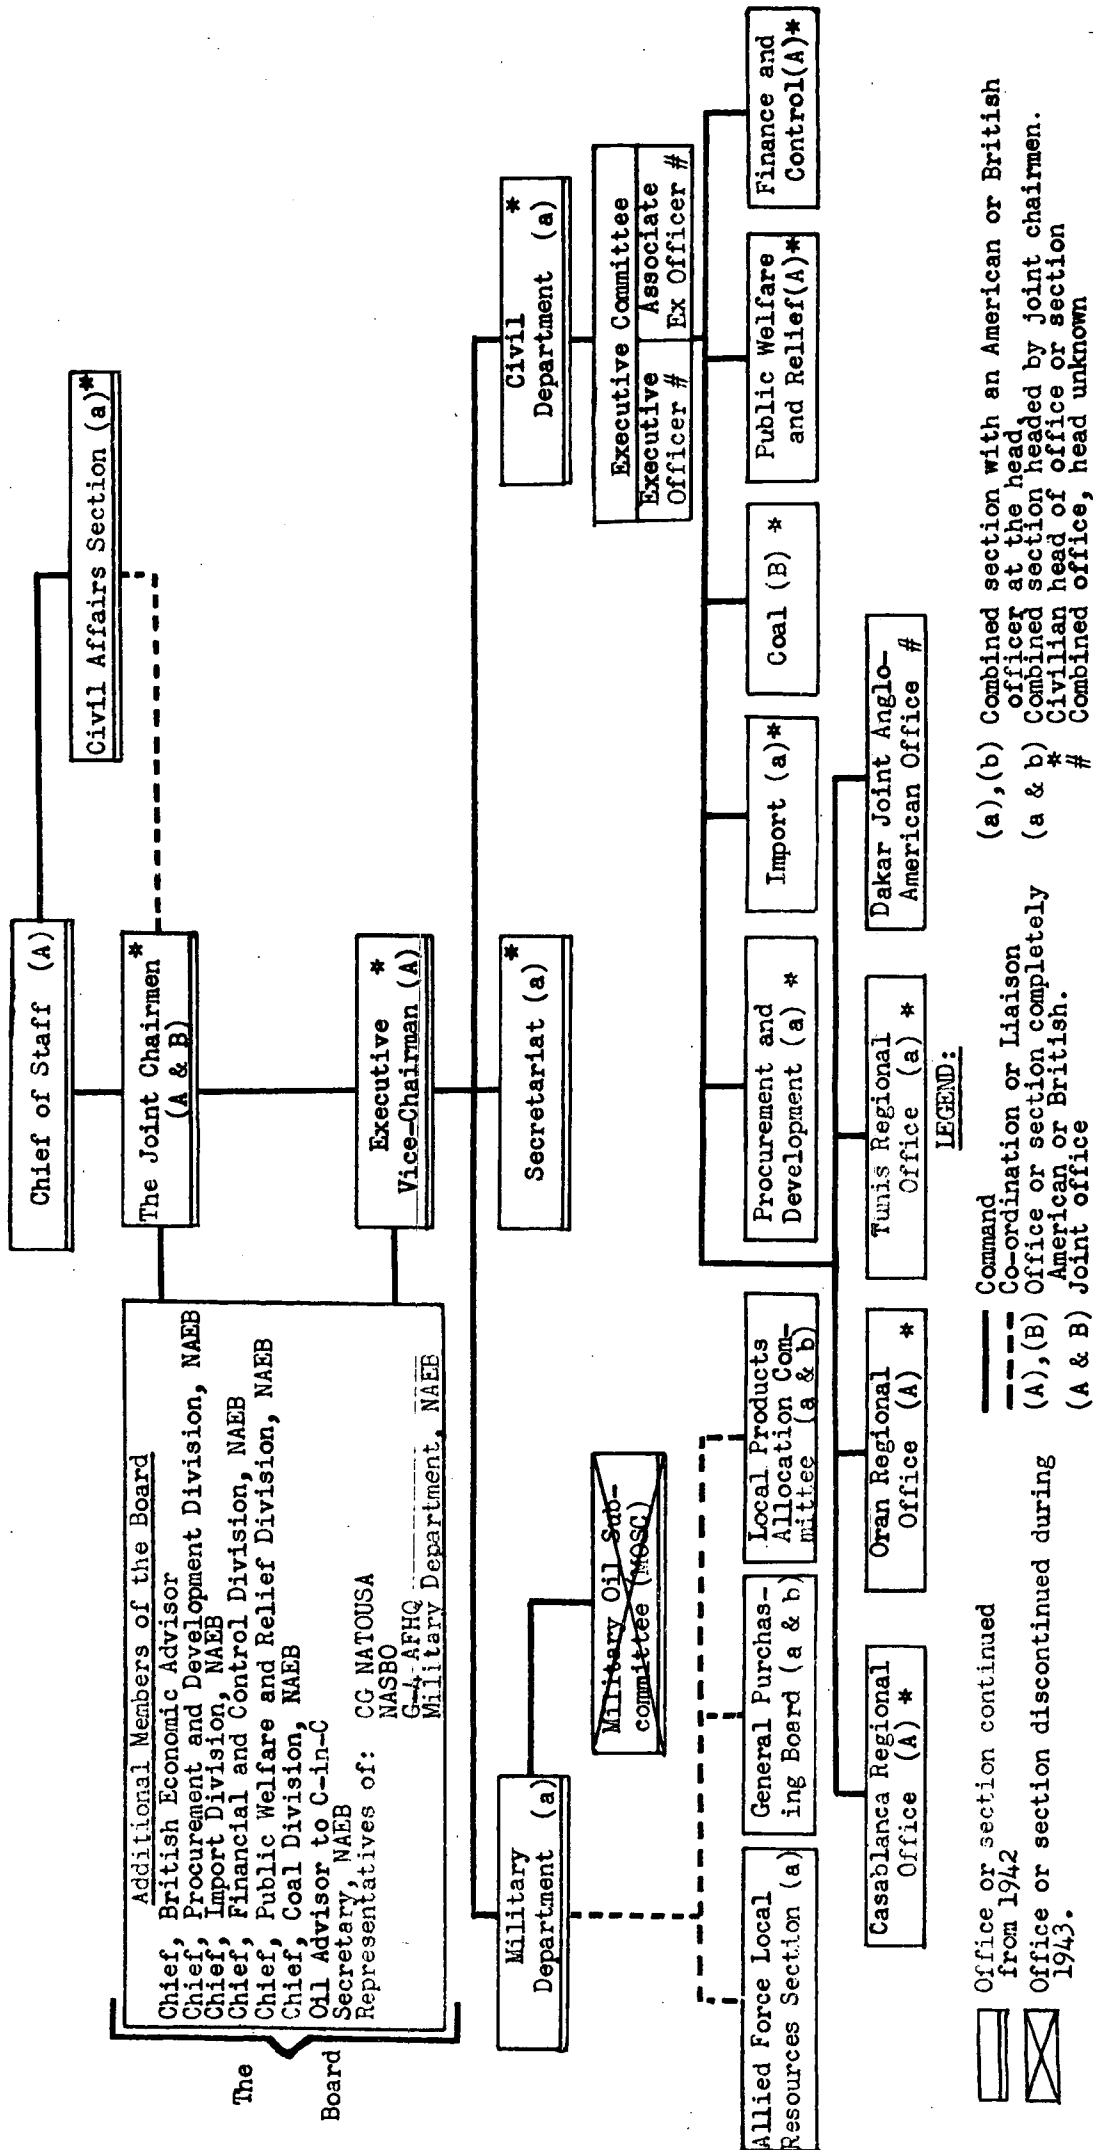 Chief of Staff (A)
Civil Affairs Section (a)*
The Joint Chairmen *
(A & B)
Additional Members of the Board
Chief, British Economic Advisor
Chief, Procurement and Development Division, NAEB
Chief, Import Division, NAEB
Chief, Financial and Control Division, NAEB
Chief, Public Welfare and Relief Division, NAEB
Chief, Coal Division, NAEB
Oil Advisor to C-in-C
Secretary, NAEB
Representatives of: CG NATOUSA
NASBO
G-4 AFHQ
Military Department, NAEB
The
Board
Executive *
Vice-Chairman (A)
Military
Department (a)
Secretariat (a) *
Civil *
Department (a)
Military Oil Sub-
committee (MOSC)
Executive Committee
Executive
Officer #
Associate
Ex Officer #
Allied Force Local
Resources Section (a)
General Purchas-
ing Board (a & b)
Local Products
Allocation Com-
mittee (a & b)
Procurement and
Development (a) *
Import (a)*
Coal (B) *
Public Welfare
and Relief(A)*
Finance and
Control(A)*
Casablanca Regional
Office (A) *
Oran Regional
Office (A) *
Tunis Regional
Office (a) *
Dakar Joint Anglo-
American Office #
LEGEND:
Office or section continued
from 1942
Office or section discontinued during
1943.
Command
Co-ordination or Liaison
(A),(B) Office or section completely
American or British.
(A & B) Joint office
(a),(b) Combined section with an American or British
officer at the head,
(a & b) Combined section headed by joint chairmen.
* Civilian head of office or section
# Combined office, head unknown